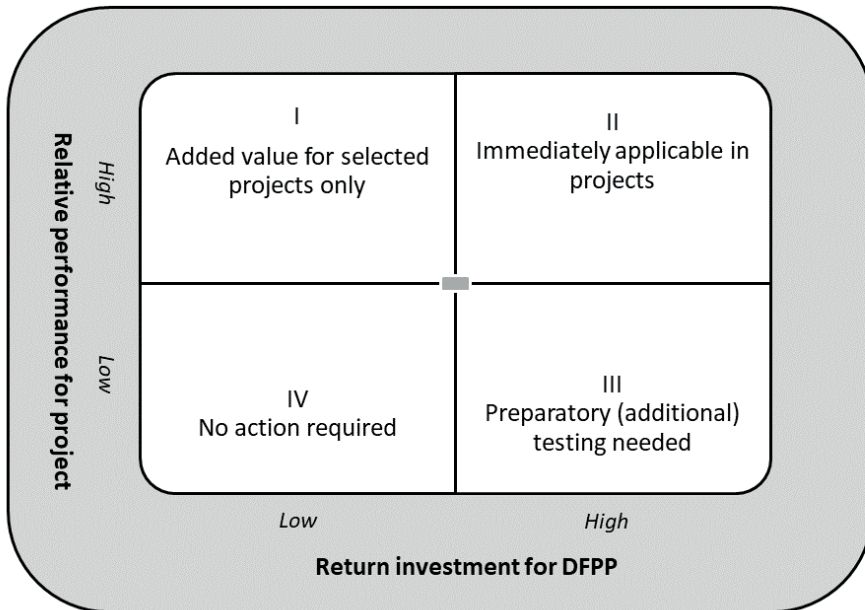 Relative performance for project
High
Low
I
Added value for selected
projects only
II
Immediately applicable in
projects
IV
No action required
III
Preparatory (additional)
testing needed
Low
High
Return investment for DFPP